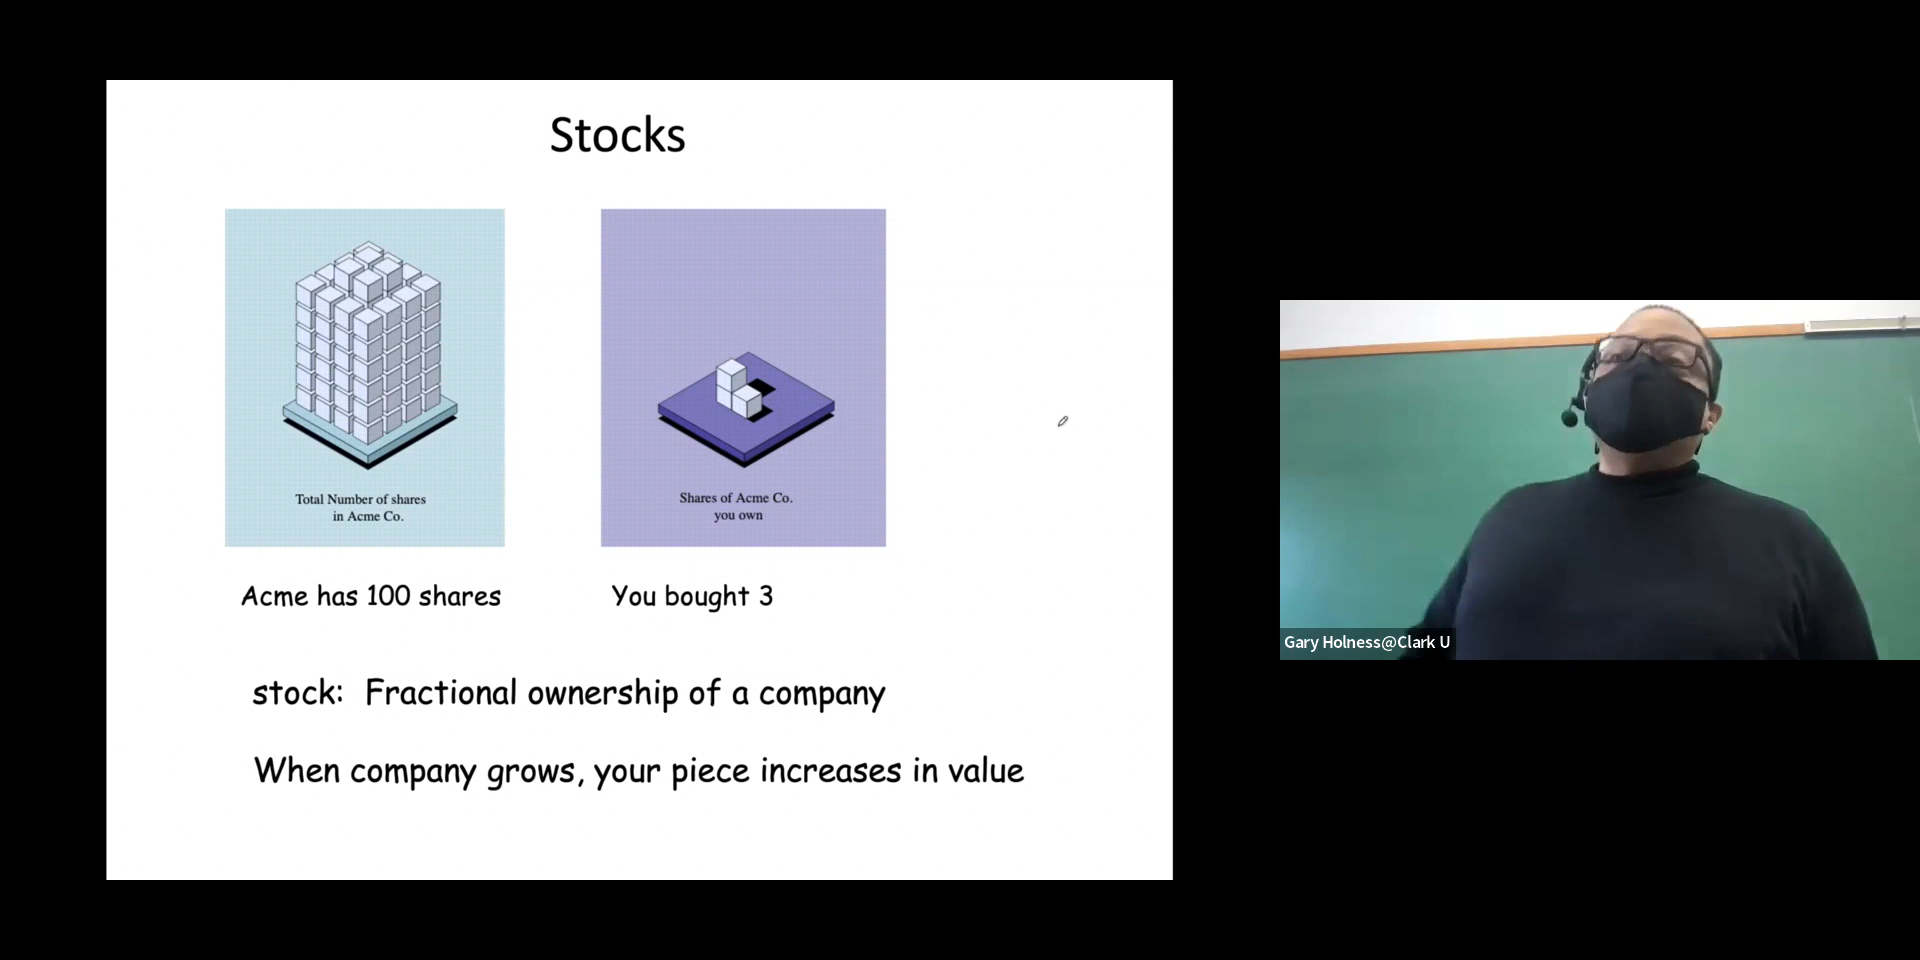 Stocks
Total Number of shares
in Acme Co.
Shares of Acme Co.
you own
Acme has 100 shares
You bought 3
stock: Fractional ownership of a company
When company grows, your piece increases in value
Gary Holness@Clark U